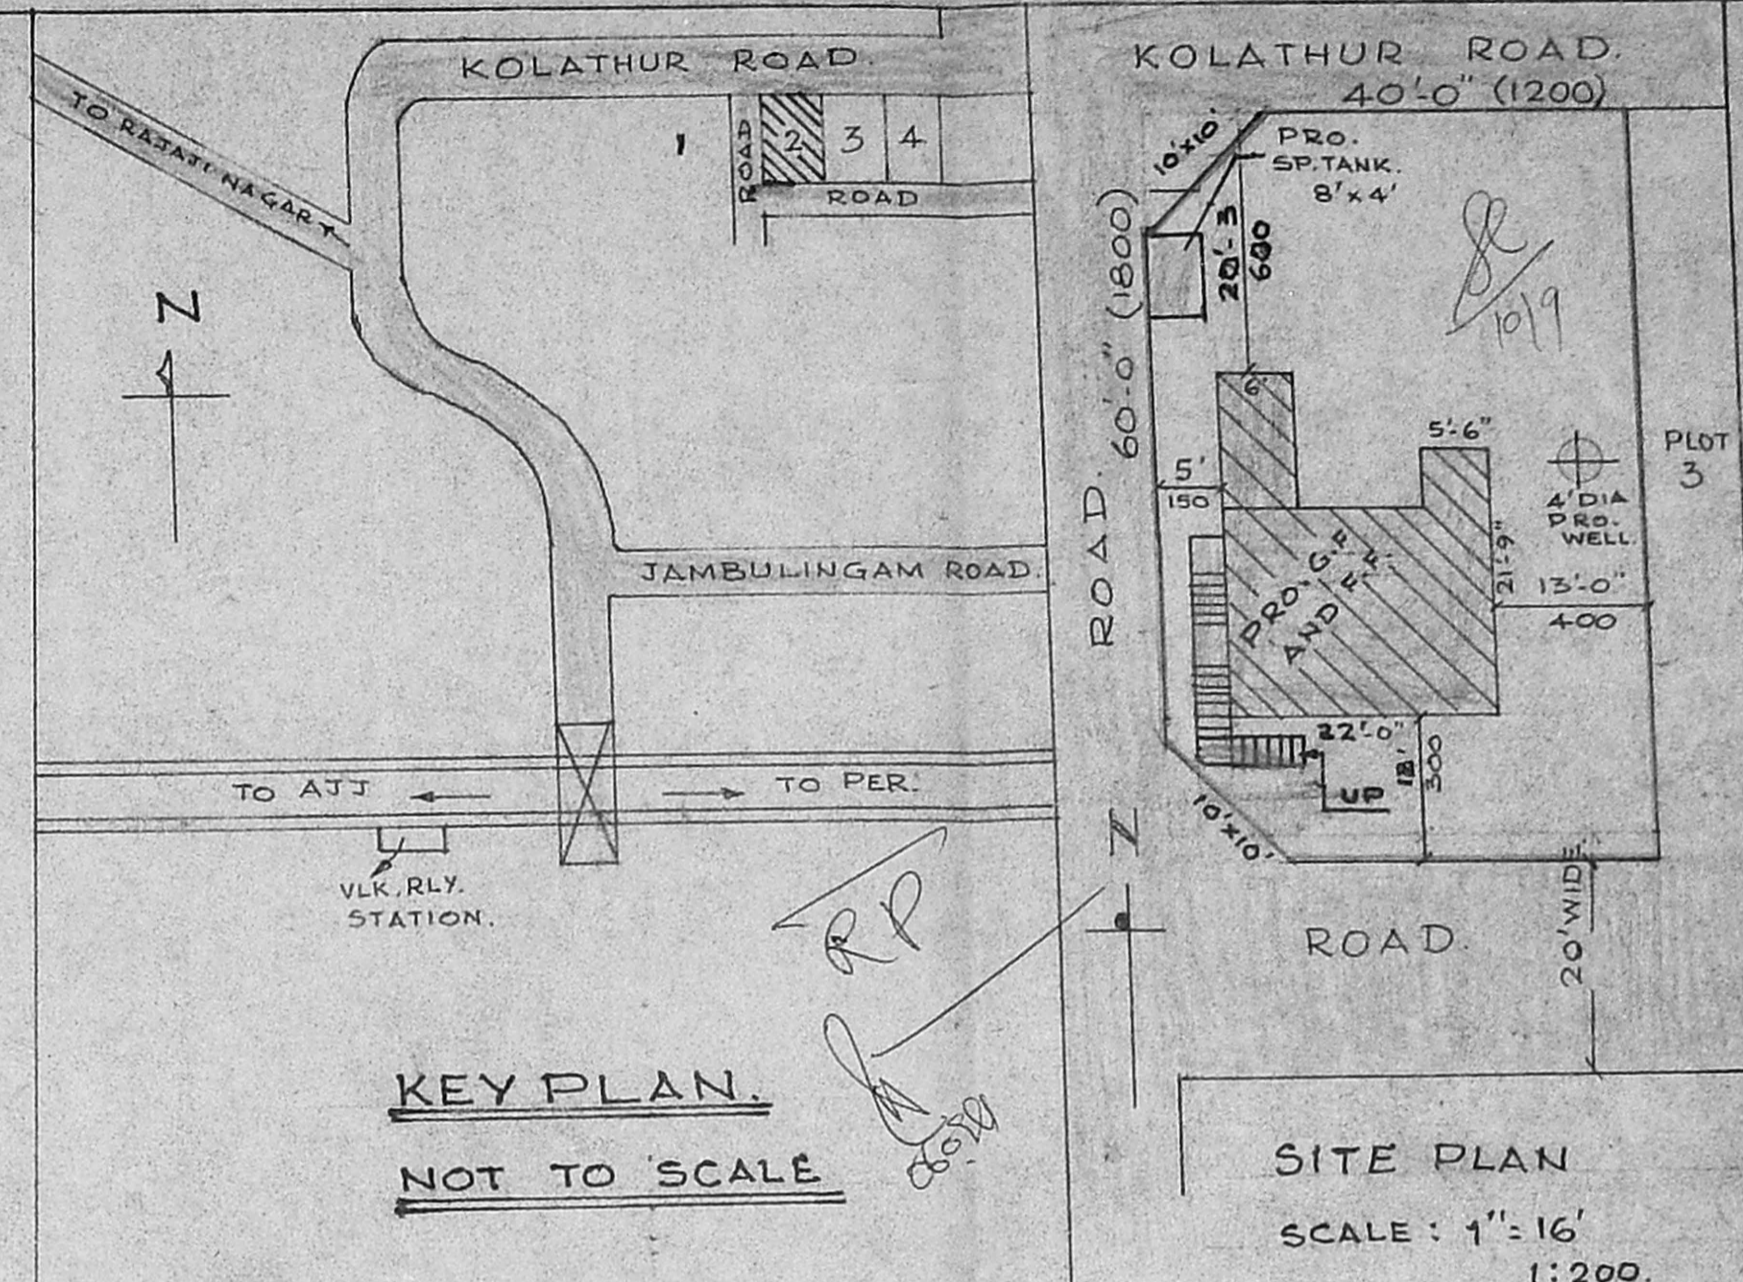 KOLATHUR ROAD.
TO RAJAJI NAGAR
1
ROAD
2
3
4
ROAD
N
JAMBULINGAM ROAD.
TO AJJ
TO PER.
VLK. RLY.
STATION.
RP
KEY PLAN.
NOT TO SCALE
KOLATHUR ROAD.
40'-0" (1200)
10'x10'
PRO.
SP. TANK.
8'x4'
20'-3
600
60'-0" (1800)
ROAD.
10/9
6'
5'-6"
5'
150
4' DIA
PRO.
WELL
PLOT
3
21'-9"
13'-0"
400
PRO. G.F.
AND F.F.
22'-0"
300
UP
10'x10'
N
20' WIDE.
ROAD.
SITE PLAN
SCALE : 1"=16'
1:200.